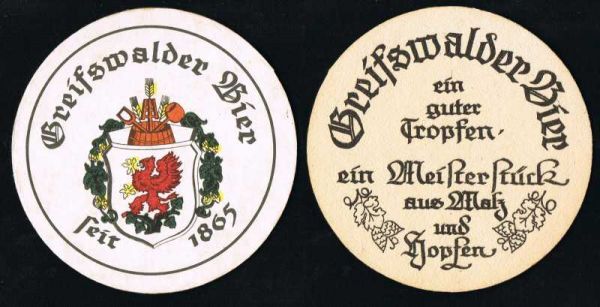 Greifswalder Bier
seit 1865
Greifswalder Bier
ein
guter
Tropfen.
ein Meisterstück
aus Malz
und
Hopfen